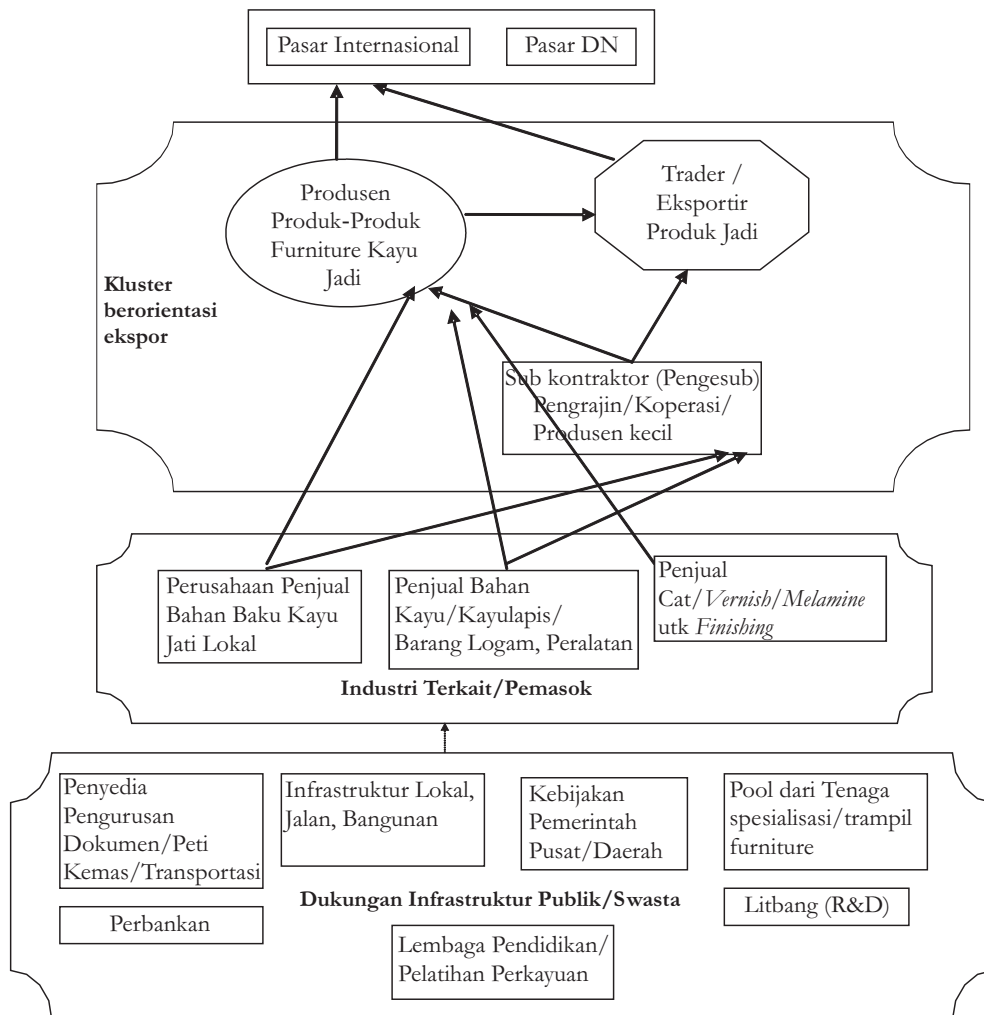 Pasar Internasional
Pasar DN
Produsen
Produk-Produk
Furniture Kayu
Jadi
Trader /
Eksportir
Produk Jadi
Kluster
berorientasi
ekspor
Sub kontraktor (Pengesub)
Pengrajin/Koperasi/
Produsen kecil
Perusahaan Penjual
Bahan Baku Kayu
Jati Lokal
Penjual Bahan
Kayu/Kayulapis/
Barang Logam, Peralatan
Penjual
Cat/Vernish/Melamine
utk Finishing
Industri Terkait/Pemasok
Penyedia
Pengurusan
Dokumen/Peti
Kemas/Transportasi
Infrastruktur Lokal,
Jalan, Bangunan
Kebijakan
Pemerintah
Pusat/Daerah
Pool dari Tenaga
spesialisasi/trampil
furniture
Dukungan Infrastruktur Publik/Swasta
Perbankan
Litbang (R&D)
Lembaga Pendidikan/
Pelatihan Perkayuan